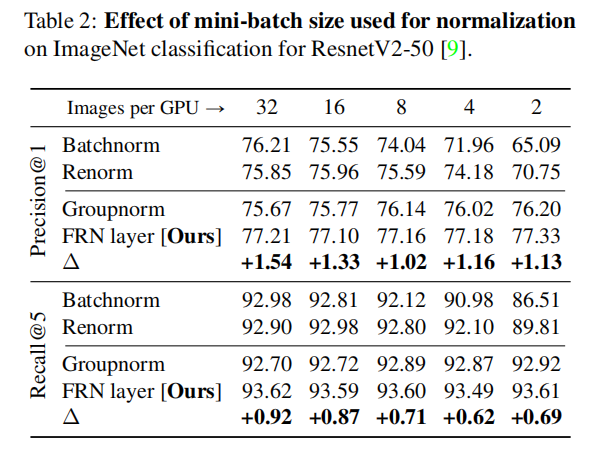 Table 2: Effect of mini-batch size used for normalization
on ImageNet classification for ResnetV2-50 [9].
Images per GPU → 32 16 8 4 2
Precision@1
Batchnorm 76.21 75.55 74.04 71.96 65.09
Renorm 75.85 75.96 75.59 74.18 70.75
Groupnorm 75.67 75.77 76.14 76.02 76.20
FRN layer [Ours] 77.21 77.10 77.16 77.18 77.33
Δ +1.54 +1.33 +1.02 +1.16 +1.13
Recall@5
Batchnorm 92.98 92.81 92.12 90.98 86.51
Renorm 92.90 92.98 92.80 92.10 89.81
Groupnorm 92.70 92.72 92.89 92.87 92.92
FRN layer [Ours] 93.62 93.59 93.60 93.49 93.61
Δ +0.92 +0.87 +0.71 +0.62 +0.69